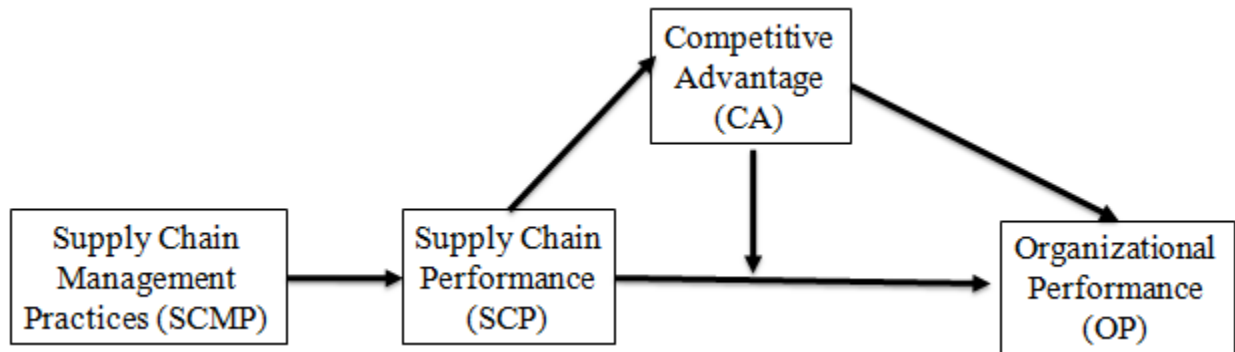 Competitive
Advantage
(CA)
Supply Chain
Management
Practices (SCMP)
Supply Chain
Performance
(SCP)
Organizational
Performance
(OP)